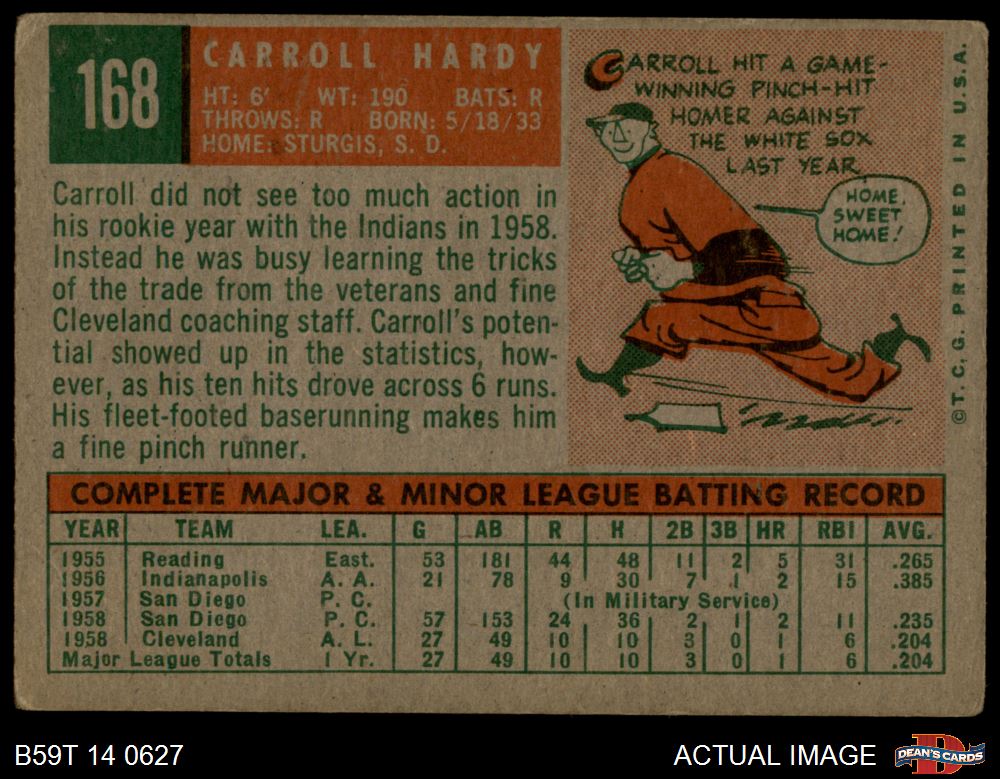 168
CARROLL HARDY
HT: 6' WT: 190 BATS: R
THROWS: R BORN: 5/18/33
HOME: STURGIS, S. D.
CARROLL HIT A GAME-
WINNING PINCH-HIT
HOMER AGAINST
THE WHITE SOX
LAST YEAR
HOME,
SWEET
HOME!
Carroll did not see too much action in
his rookie year with the Indians in 1958.
Instead he was busy learning the tricks
of the trade from the veterans and fine
Cleveland coaching staff. Carroll's poten-
tial showed up in the statistics, how-
ever, as his ten hits drove across 6 runs.
His fleet-footed baserunning makes him
a fine pinch runner.
©T. C. G. PRINTED IN U.S.A.
COMPLETE MAJOR & MINOR LEAGUE BATTING RECORD
YEAR TEAM LEA. G AB R H 2B 3B HR RBI AVG.
1955 Reading East. 53 181 44 48 11 2 5 31 .265
1956 Indianapolis A. A. 21 78 9 30 7 1 2 15 .385
1957 San Diego P. C. (In Military Service)
1958 San Diego P. C. 57 153 24 36 2 1 2 11 .235
1958 Cleveland A. L. 27 49 10 10 3 0 1 6 .204
Major League Totals 1 Yr. 27 49 10 10 3 0 1 6 .204
B59T 14 0627
ACTUAL IMAGE
DEAN'S CARDS